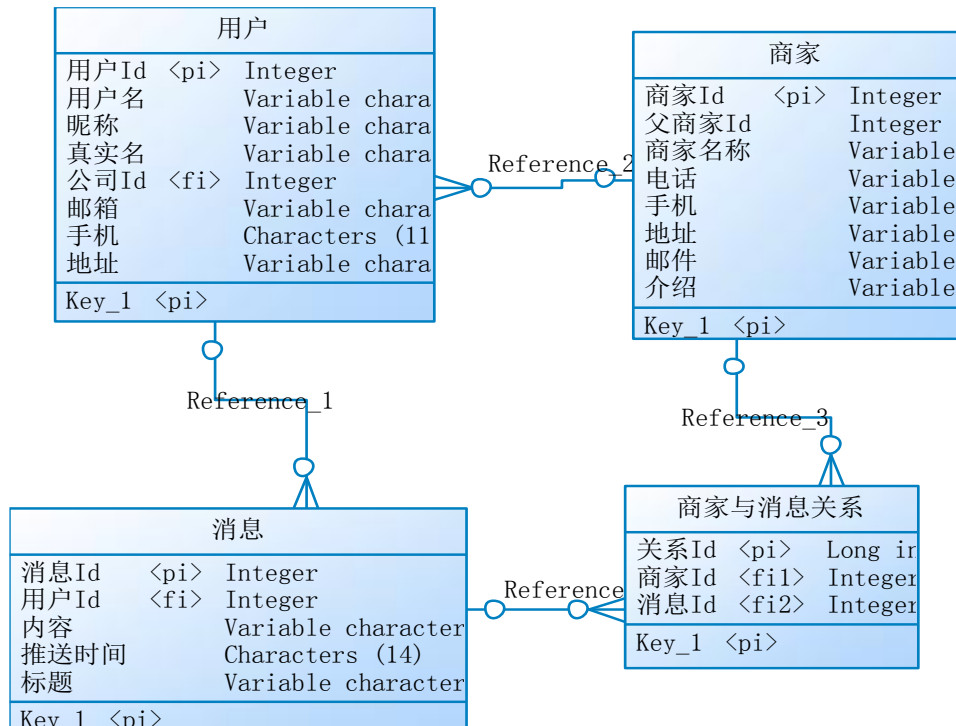 用户
用户Id <pi> Integer
用户名 Variable chara
昵称 Variable chara
真实名 Variable chara
公司Id <fi> Integer
邮箱 Variable chara
手机 Characters (11
地址 Variable chara
Key_1 <pi>
商家
商家Id <pi> Integer
父商家Id Integer
商家名称 Variable
电话 Variable
手机 Variable
地址 Variable
邮件 Variable
介绍 Variable
Key_1 <pi>
Reference_2
Reference_1
Reference_3
消息
消息Id <pi> Integer
用户Id <fi> Integer
内容 Variable character
推送时间 Characters (14)
标题 Variable character
Key_1 <pi>
Reference
商家与消息关系
关系Id <pi> Long in
商家Id <fi1> Integer
消息Id <fi2> Integer
Key_1 <pi>